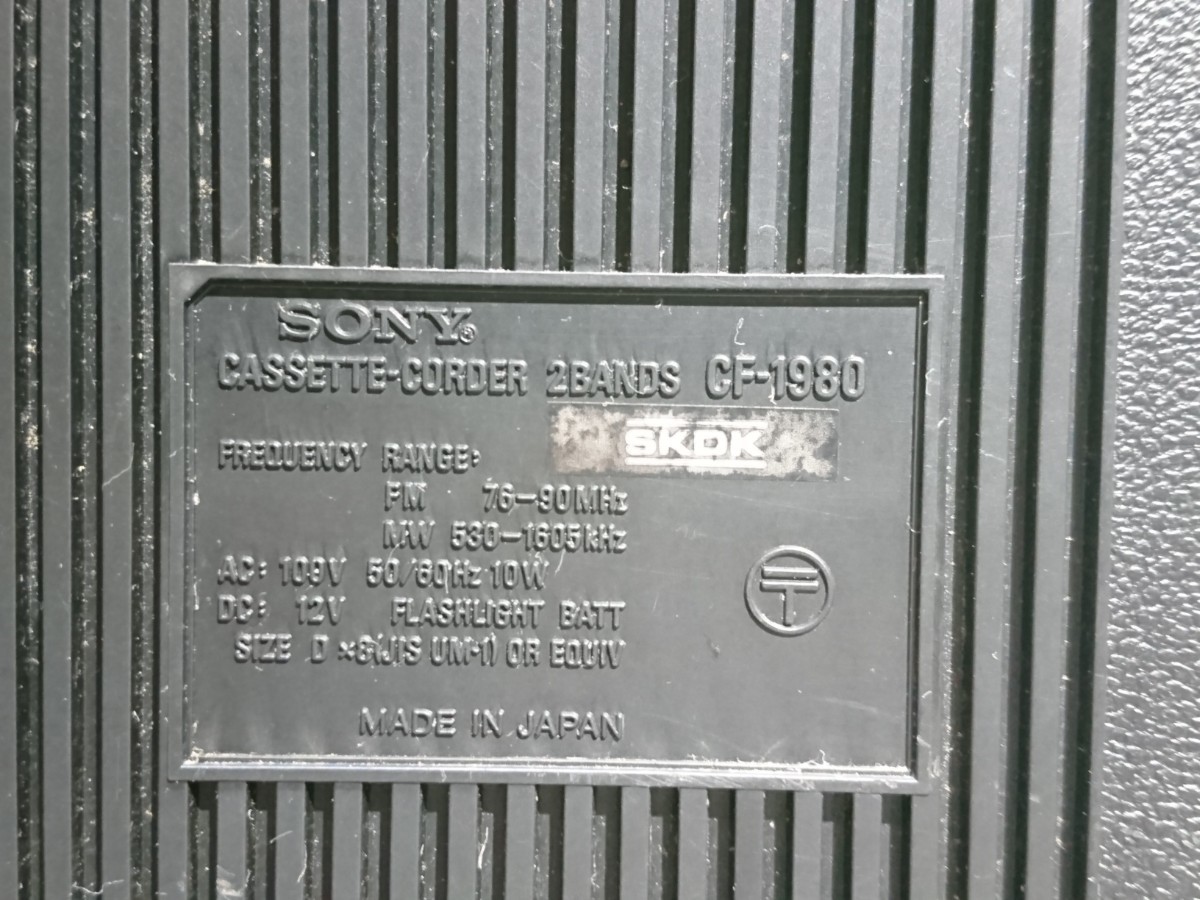 SONY®
CASSETTE-CORDER 2BANDS CF-1980
SKDK
FREQUENCY RANGE:
FM 76-90MHz
MW 530-1605kHz
AC: 100V 50/60Hz 10W
DC: 12V FLASHLIGHT BATT
SIZE D ×8(JIS UM-1) OR EQUIV
MADE IN JAPAN